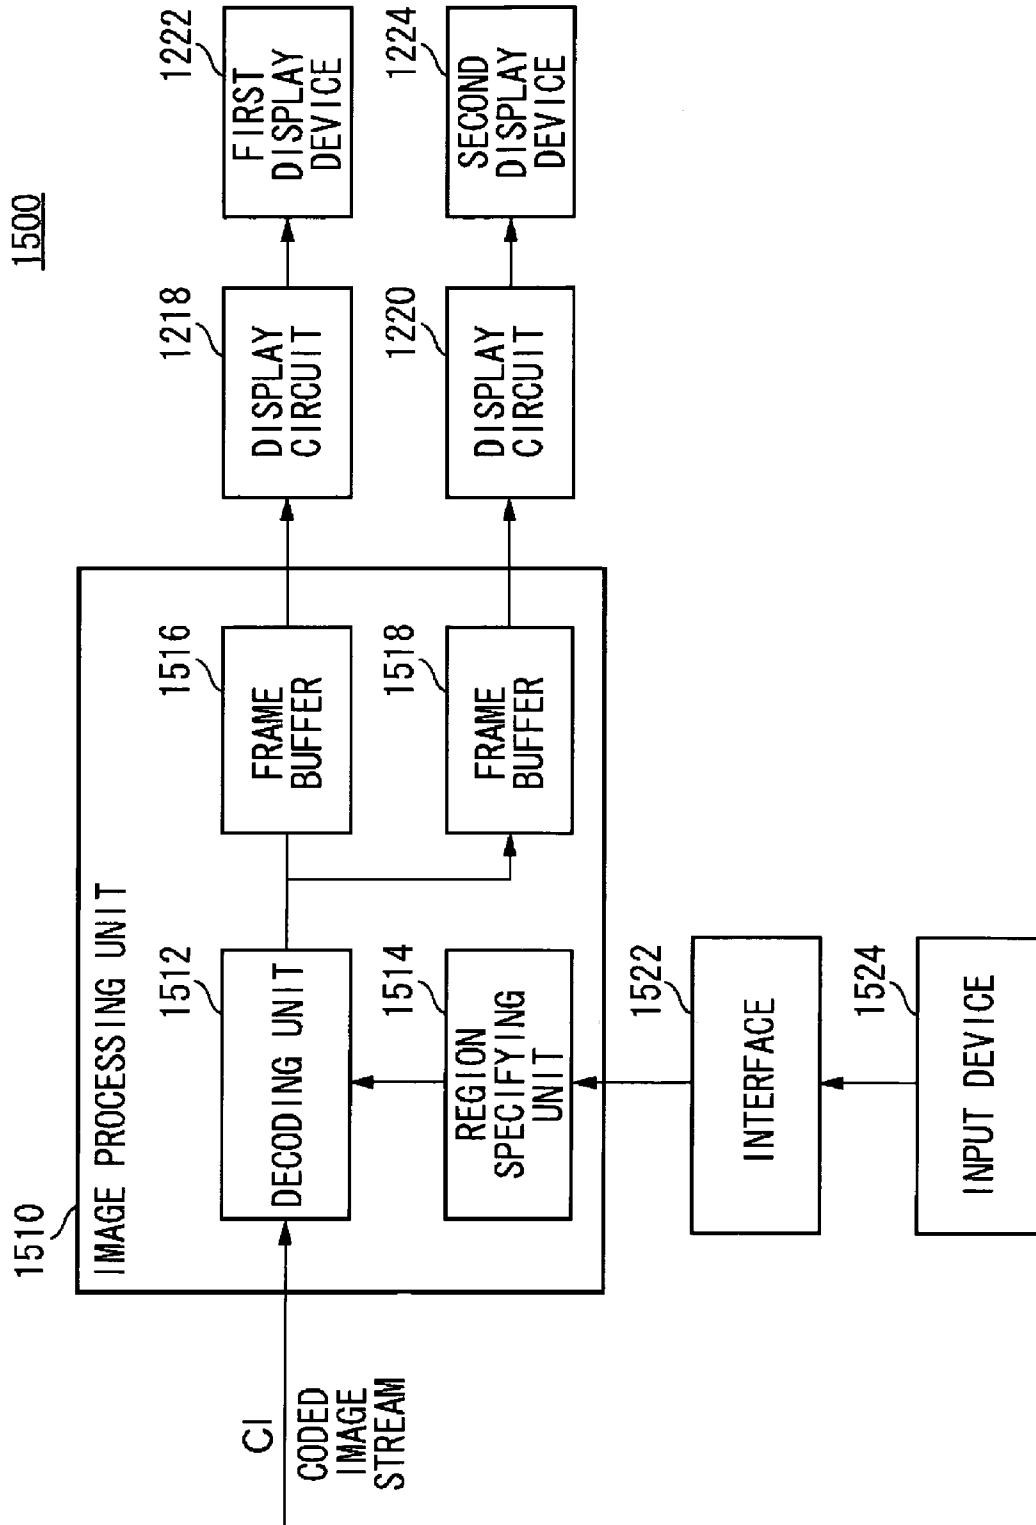 1500
1510
IMAGE PROCESSING UNIT
CI
CODED
IMAGE
STREAM
1512
DECODING UNIT
1516
FRAME
BUFFER
1218
DISPLAY
CIRCUIT
1222
FIRST
DISPLAY
DEVICE
1514
REGION
SPECIFYING
UNIT
1518
FRAME
BUFFER
1220
DISPLAY
CIRCUIT
1224
SECOND
DISPLAY
DEVICE
1522
INTERFACE
1524
INPUT DEVICE